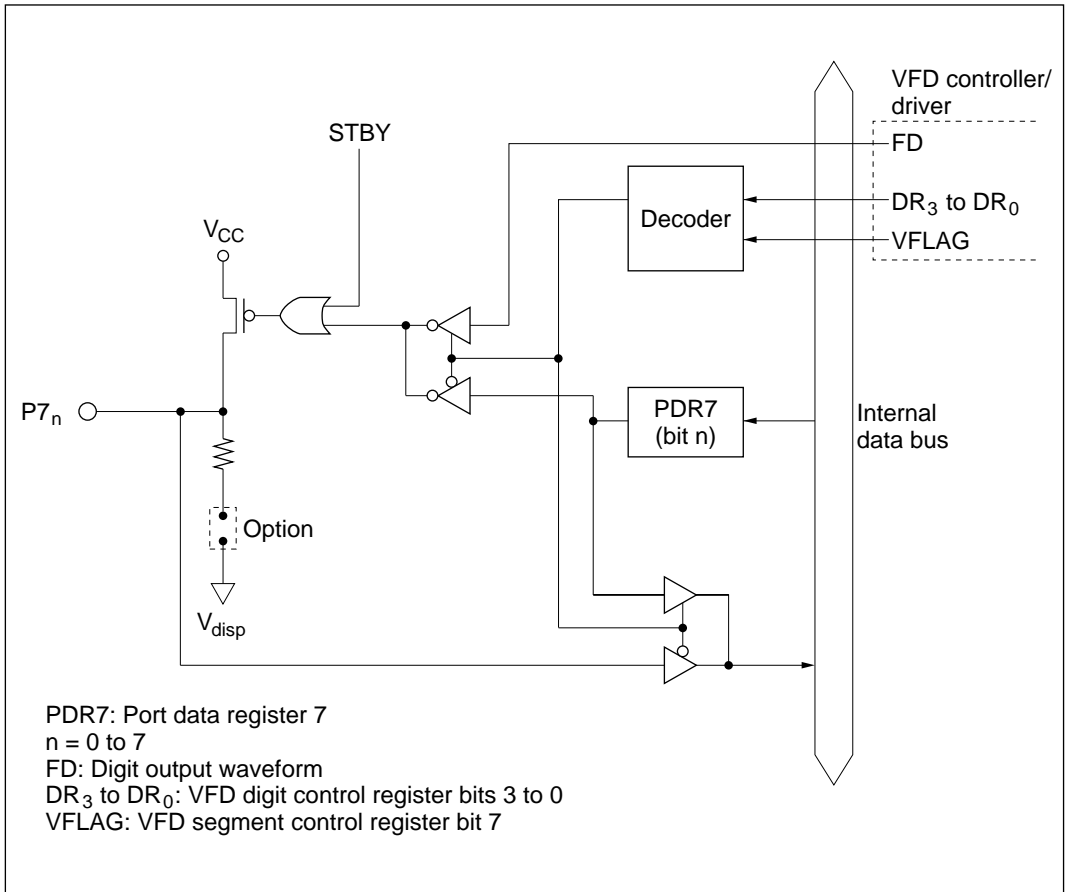 VFD controller/
driver
STBY
FD
DR3 to DR0
Decoder
VFLAG
VCC
P7n
PDR7
(bit n)
Internal
data bus
Option
Vdisp
PDR7: Port data register 7
n = 0 to 7
FD: Digit output waveform
DR3 to DR0: VFD digit control register bits 3 to 0
VFLAG: VFD segment control register bit 7